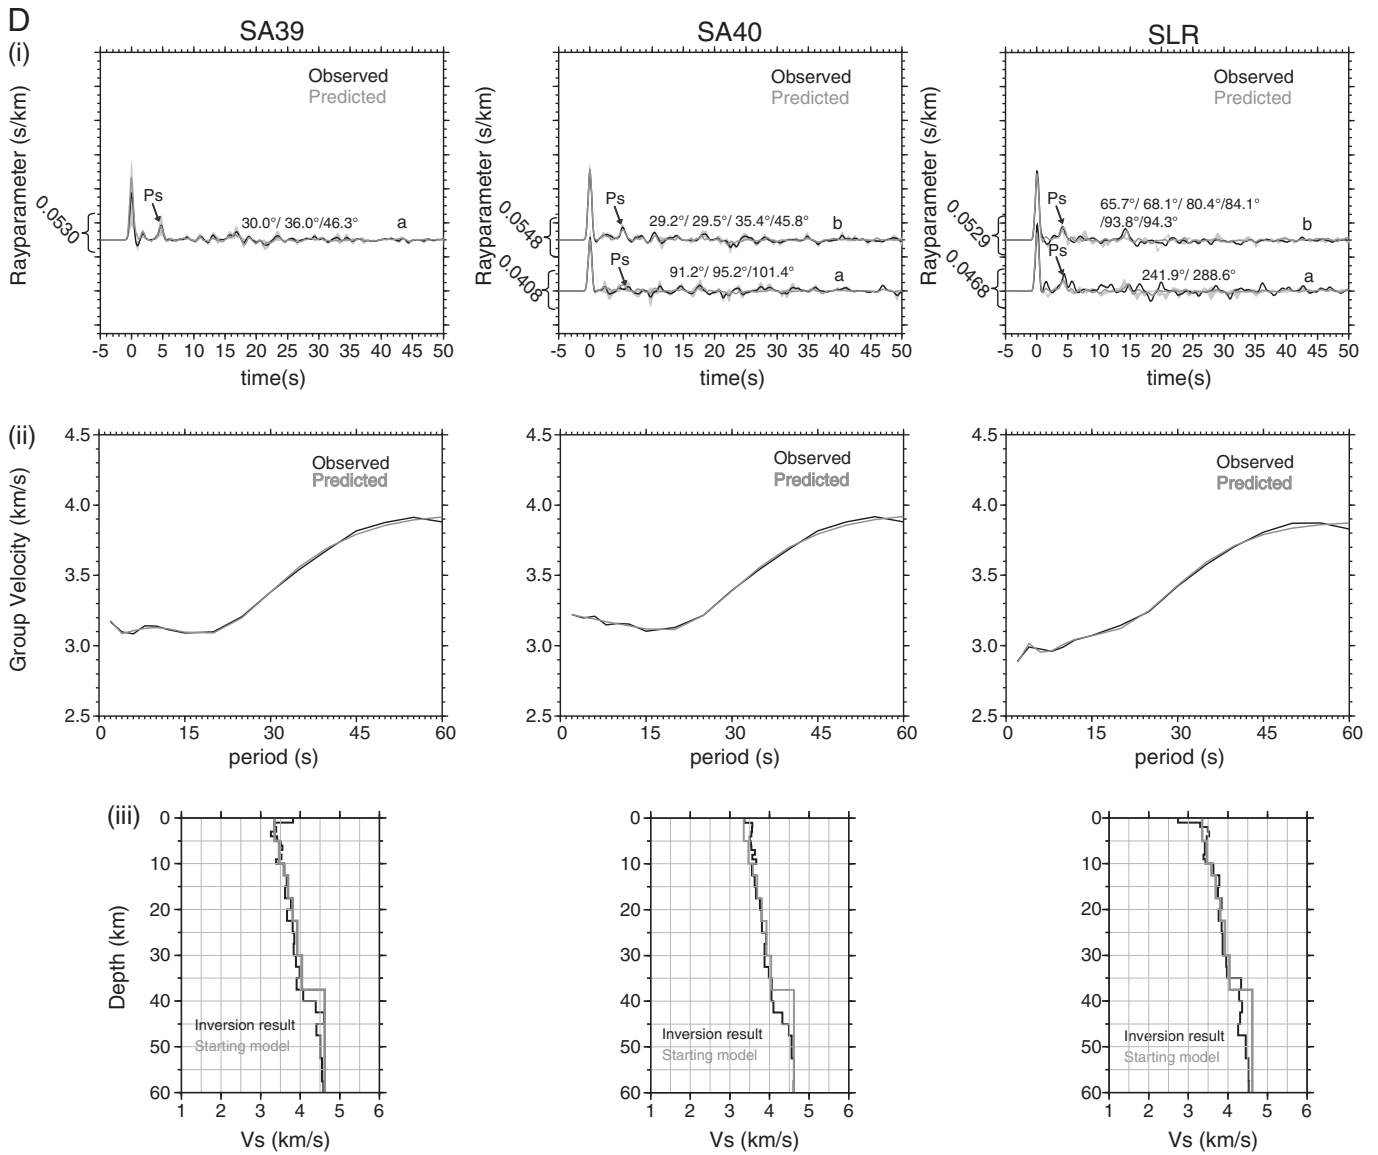 D
SA39
SA40
SLR
(i)
Observed
Predicted
Rayparameter (s/km)
0.0530
Ps
30.0°/ 36.0°/46.3°
a
-5 0 5 10 15 20 25 30 35 40 45 50
time(s)
Observed
Predicted
Rayparameter (s/km)
0.0548
0.0408
Ps
29.2°/ 29.5°/ 35.4°/45.8°
b
Ps
91.2°/ 95.2°/101.4°
a
-5 0 5 10 15 20 25 30 35 40 45 50
time(s)
Observed
Predicted
Rayparameter (s/km)
0.0529
0.0468
Ps
65.7°/ 68.1°/ 80.4°/84.1°
/93.8°/94.3°
b
Ps
241.9°/ 288.6°
a
-5 0 5 10 15 20 25 30 35 40 45 50
time(s)
(ii)
Group Velocity (km/s)
4.5
4.0
3.5
3.0
2.5
Observed
Predicted
0 15 30 45 60
period (s)
4.5
4.0
3.5
3.0
2.5
Observed
Predicted
0 15 30 45 60
period (s)
4.5
4.0
3.5
3.0
2.5
Observed
Predicted
0 15 30 45 60
period (s)
(iii)
Depth (km)
0
10
20
30
40
50
60
Inversion result
Starting model
1 2 3 4 5 6
Vs (km/s)
0
10
20
30
40
50
60
Inversion result
Starting model
1 2 3 4 5 6
Vs (km/s)
0
10
20
30
40
50
60
Inversion result
Starting model
1 2 3 4 5 6
Vs (km/s)